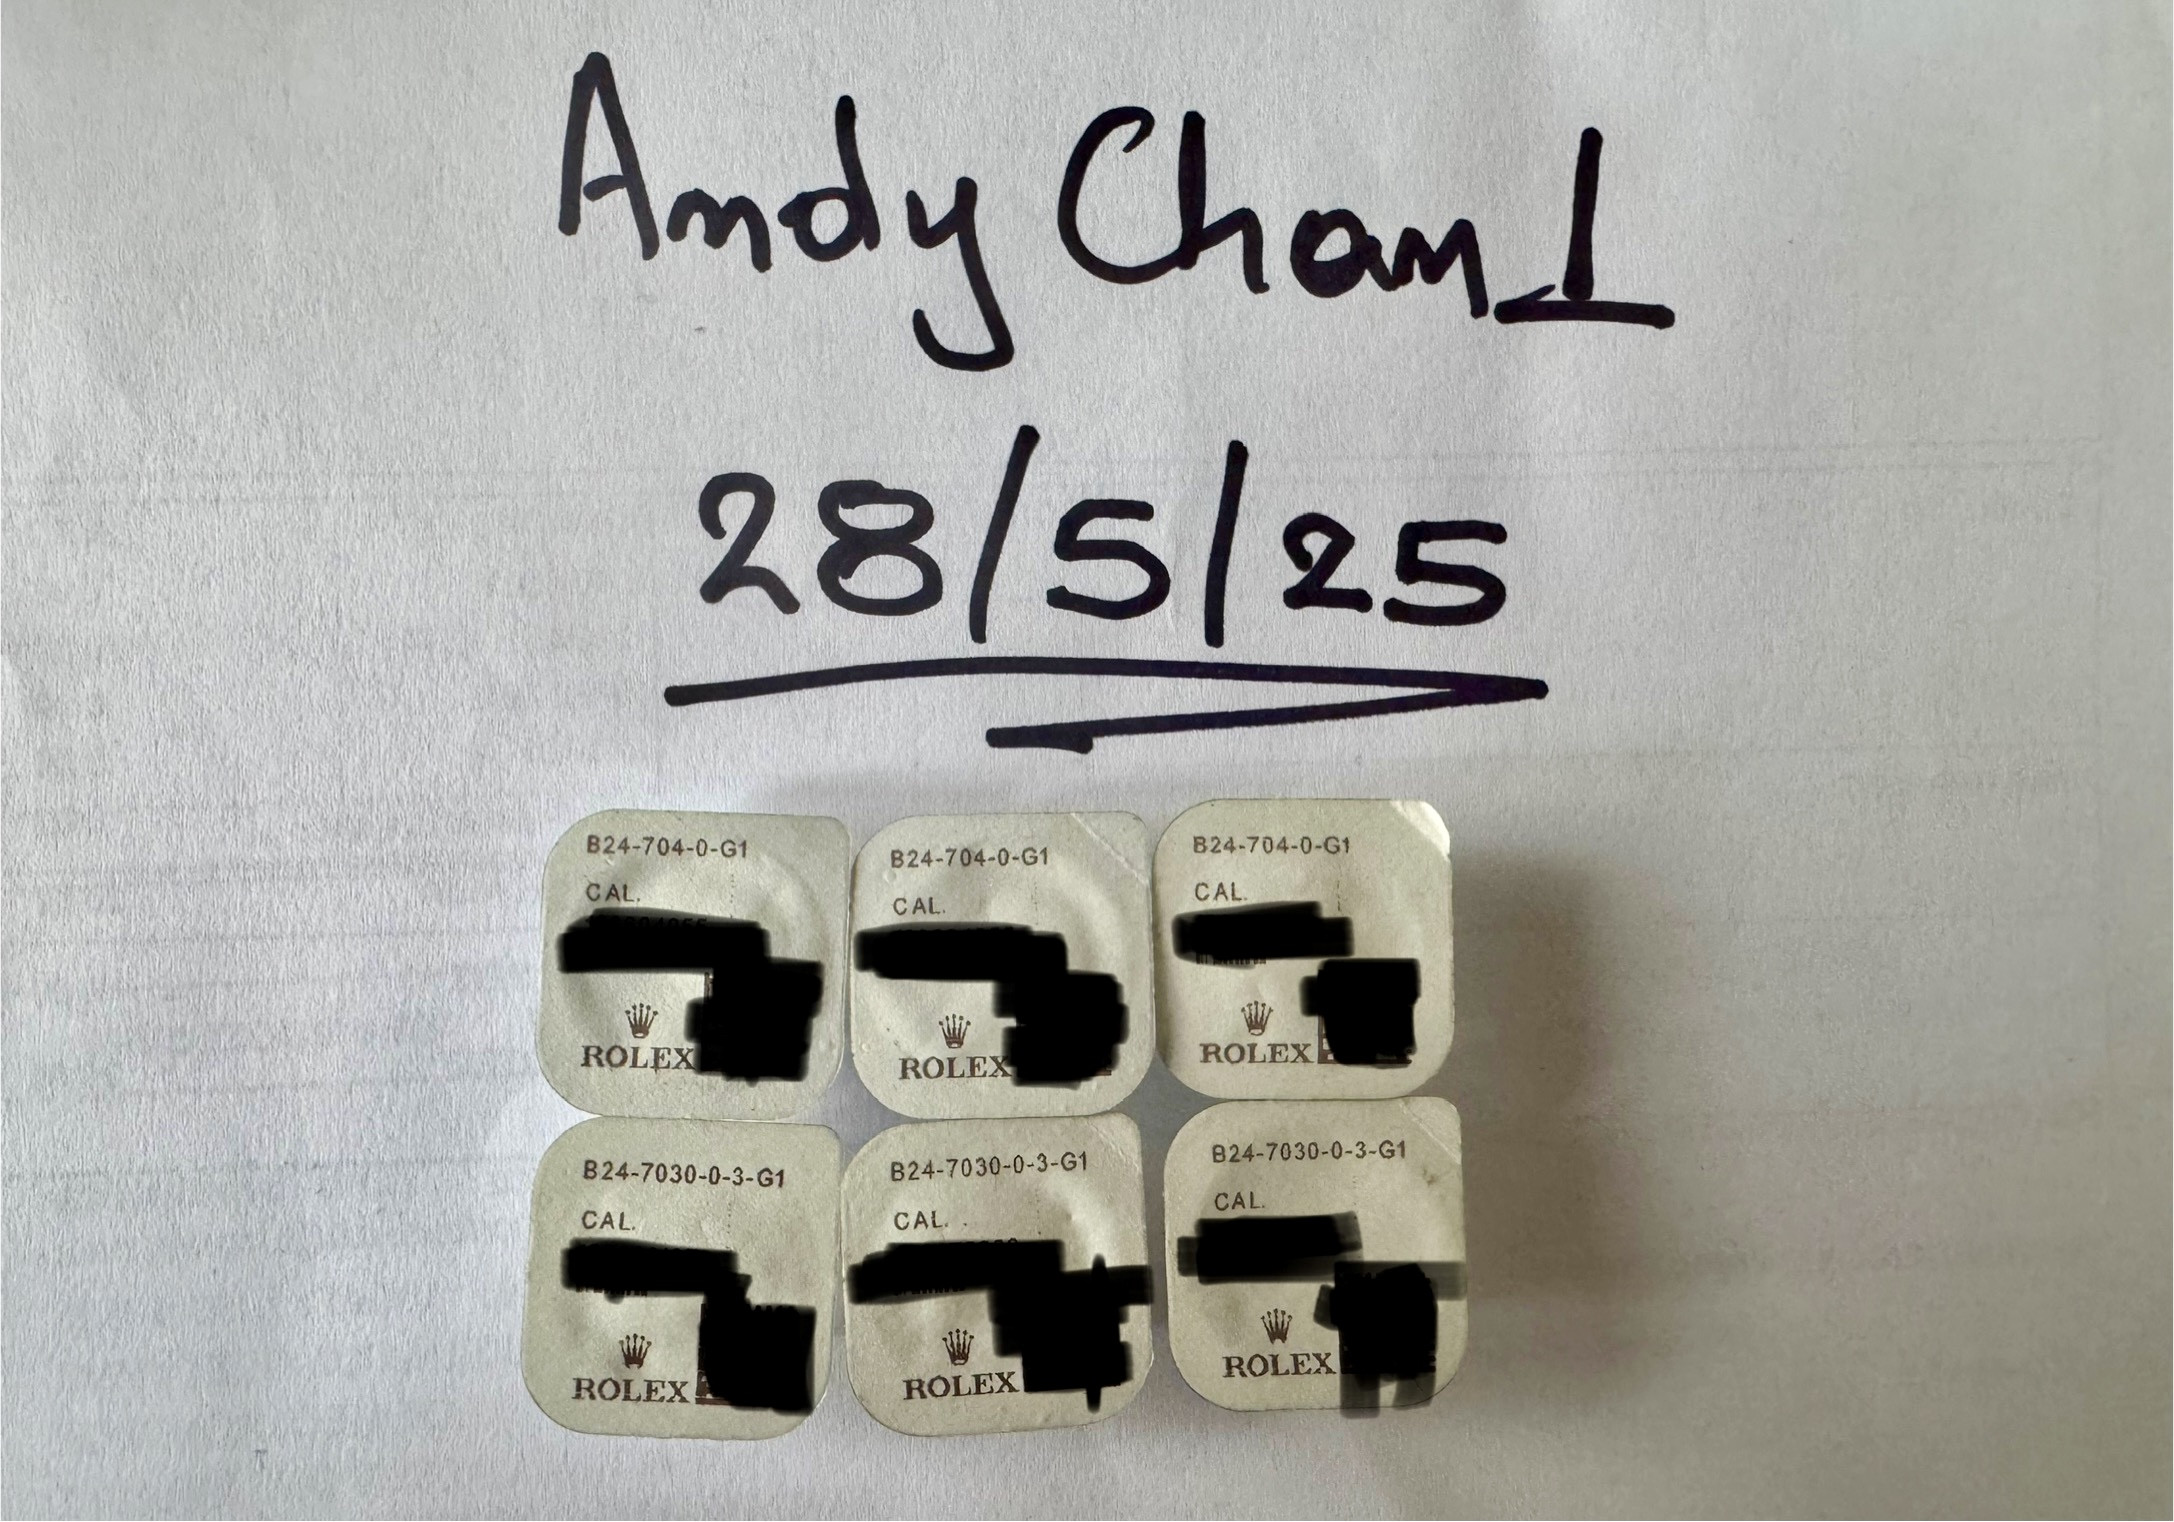 Andy Chan_1
28/5/25
B24-704-0-G1
CAL.
ROLEX
B24-704-0-G1
CAL.
ROLEX
B24-704-0-G1
CAL.
ROLEX
B24-7030-0-3-G1
CAL.
ROLEX
B24-7030-0-3-G1
CAL.
ROLEX
B24-7030-0-3-G1
CAL.
ROLEX